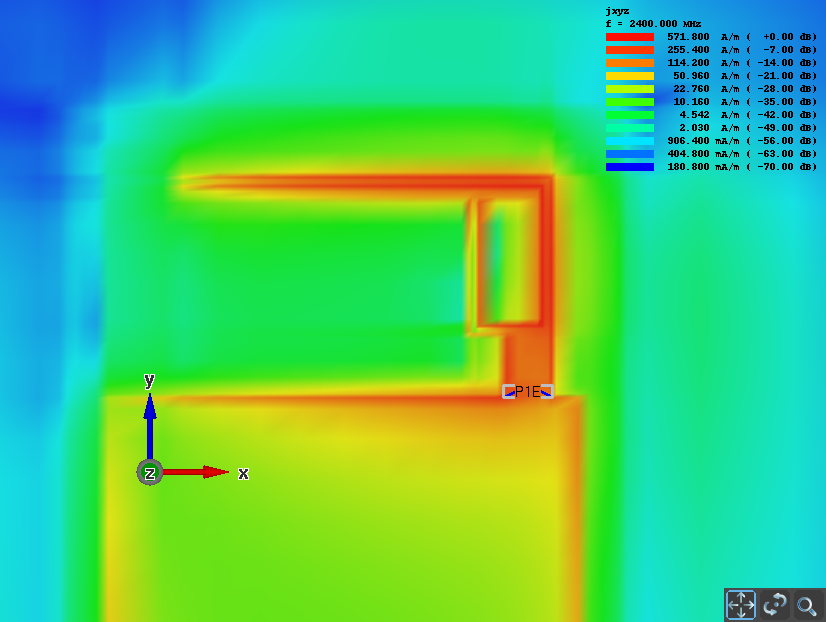 jxyz
f = 2400.000 MHz
571.800 A/m ( +0.00 dB)
255.400 A/m ( -7.00 dB)
114.200 A/m ( -14.00 dB)
50.960 A/m ( -21.00 dB)
22.760 A/m ( -28.00 dB)
10.160 A/m ( -35.00 dB)
4.542 A/m ( -42.00 dB)
2.030 A/m ( -49.00 dB)
906.400 mA/m ( -56.00 dB)
404.800 mA/m ( -63.00 dB)
180.800 mA/m ( -70.00 dB)
y
P1E
z x